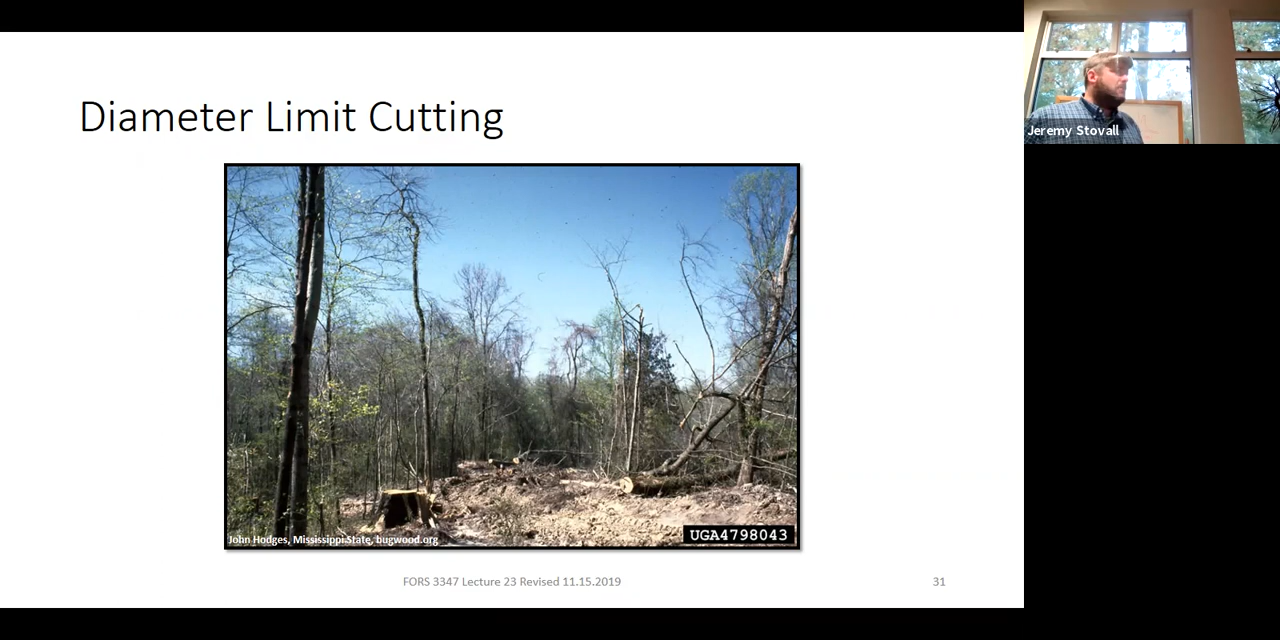 Diameter Limit Cutting
Jeremy Stovall
John Hodges, Mississippi State, bugwood.org
UGA4798043
FORS 3347 Lecture 23 Revised 11.15.2019
31